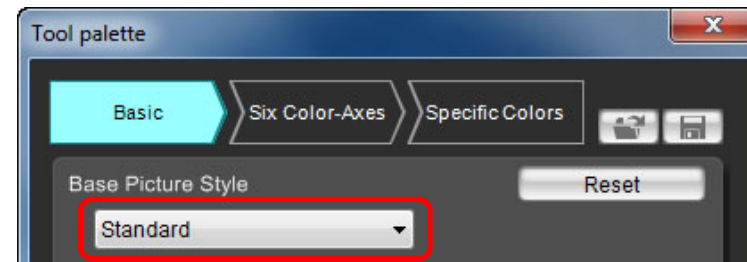 Tool palette
Basic Six Color-Axes Specific Colors
Base Picture Style Reset
Standard